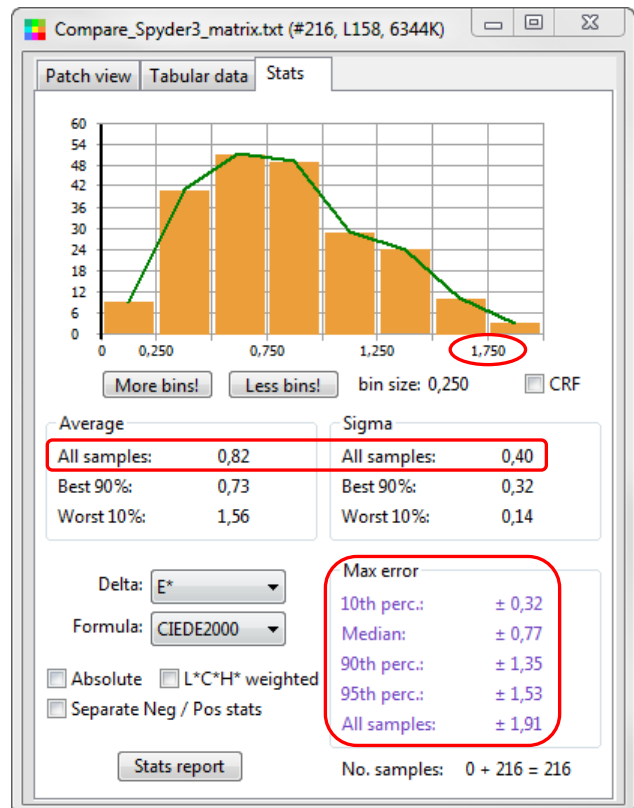 Compare_Spyder3_matrix.txt (#216, L158, 6344K)
Patch view Tabular data Stats
60
54
48
42
36
30
24
18
12
6
0
0 0,250 0,750 1,250 1,750
More bins! Less bins! bin size: 0,250 CRF
Average Sigma
All samples: 0,82 All samples: 0,40
Best 90%: 0,73 Best 90%: 0,32
Worst 10%: 1,56 Worst 10%: 0,14
Delta: E* Max error
10th perc.: ± 0,32
Formula: CIEDE2000 Median: ± 0,77
90th perc.: ± 1,35
Absolute L*C*H* weighted
95th perc.: ± 1,53
Separate Neg / Pos stats
All samples: ± 1,91
Stats report No. samples: 0 + 216 = 216